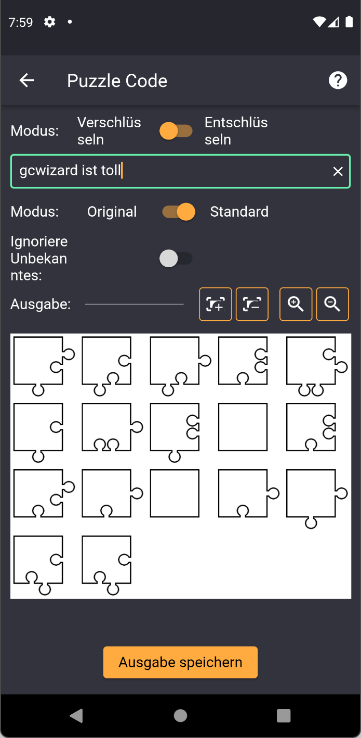 7:59
Puzzle Code
Modus:
Verschlüs
seln
Entschlüs
seln
gcwizard ist toll
Modus:
Original
Standard
Ignoriere
Unbekan
ntes:
Ausgabe:
Ausgabe speichern